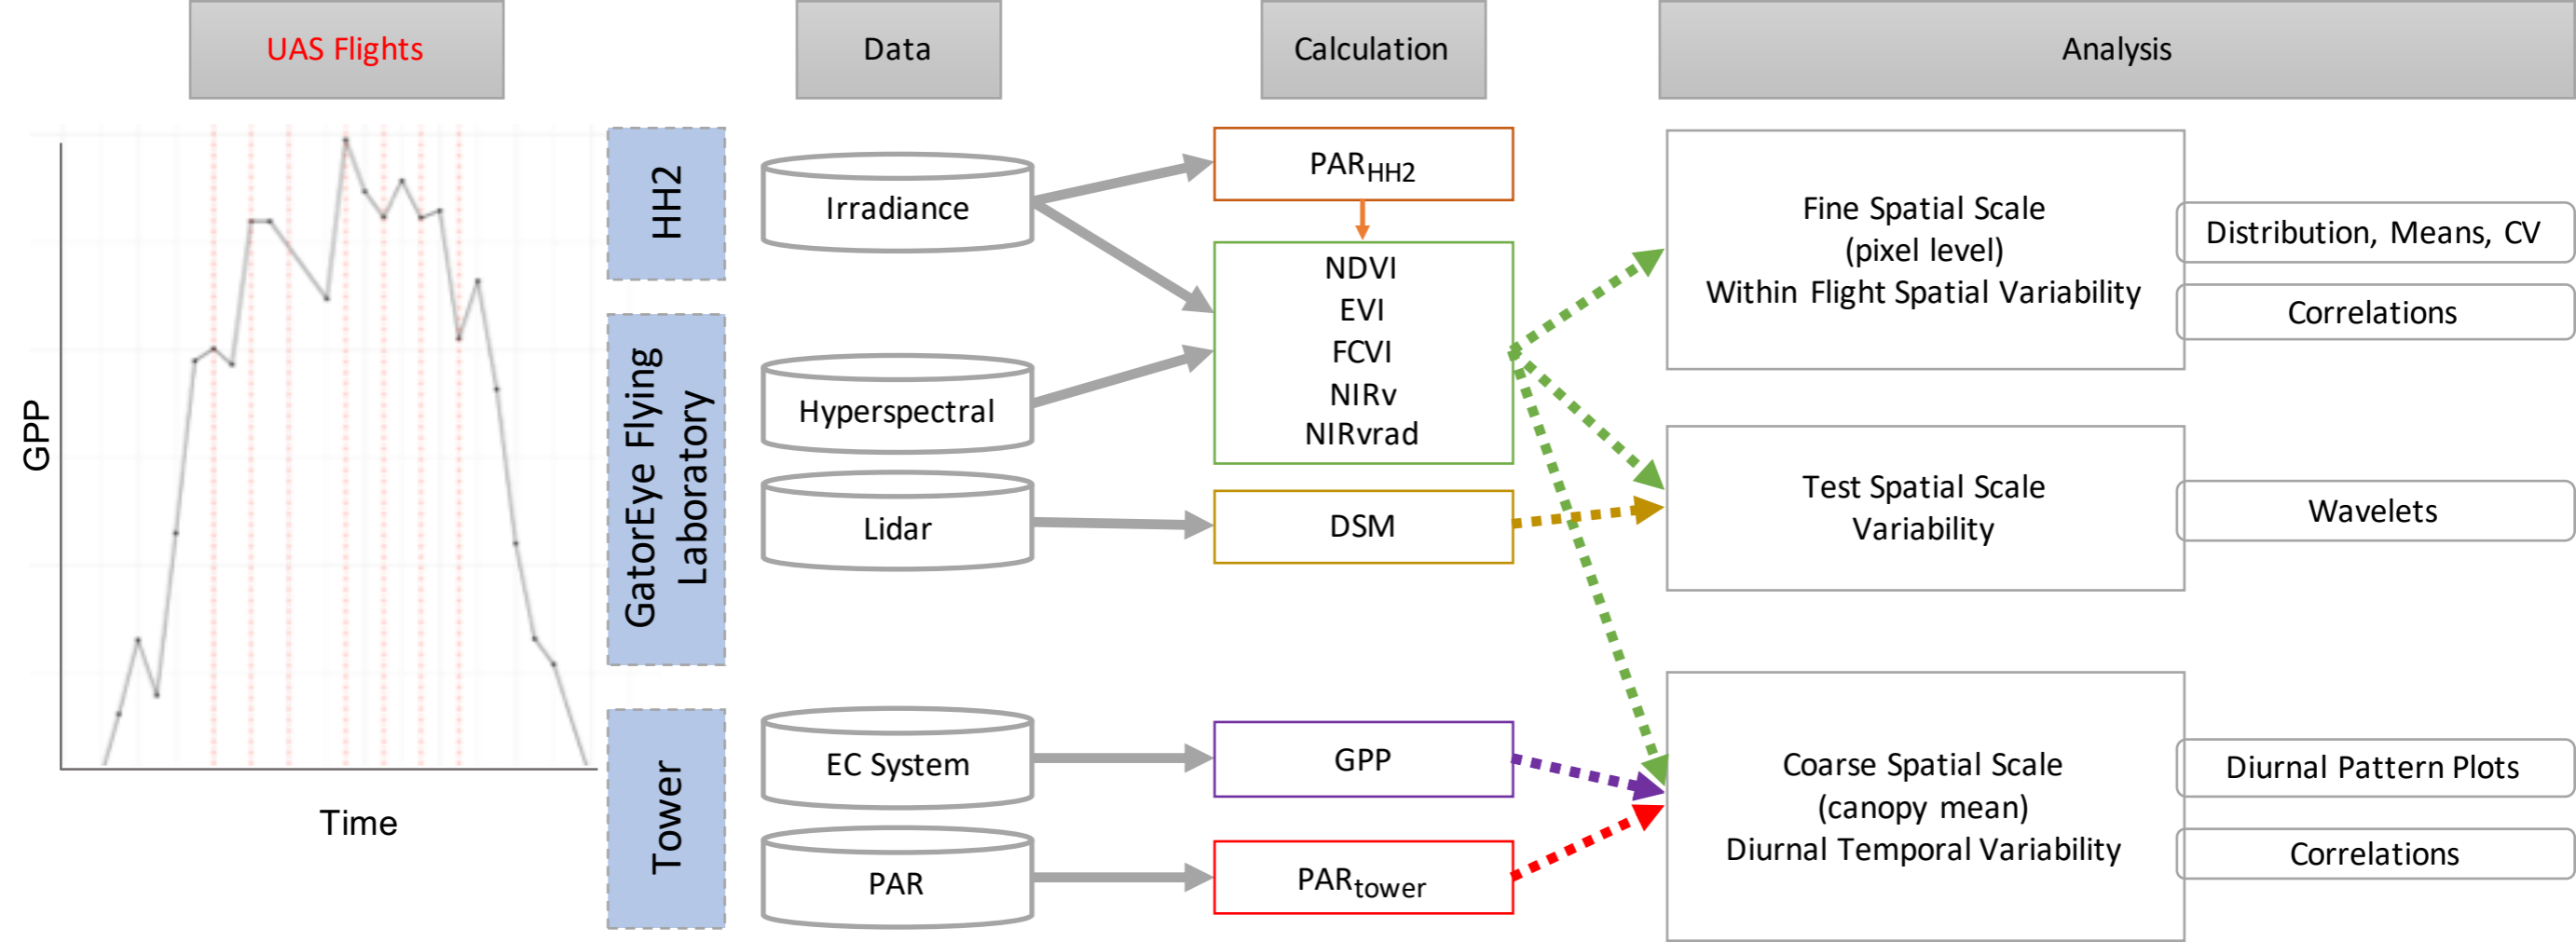 UAS Flights
Data
Calculation
Analysis
GPP
Time
HH2
GatorEye Flying
Laboratory
Tower
Irradiance
Hyperspectral
Lidar
EC System
PAR
PARHH2
NDVI
EVI
FCVI
NIRv
NIRvrad
DSM
GPP
PARtower
Fine Spatial Scale
(pixel level)
Within Flight Spatial Variability
Distribution, Means, CV
Correlations
Test Spatial Scale
Variability
Wavelets
Coarse Spatial Scale
(canopy mean)
Diurnal Temporal Variability
Diurnal Pattern Plots
Correlations